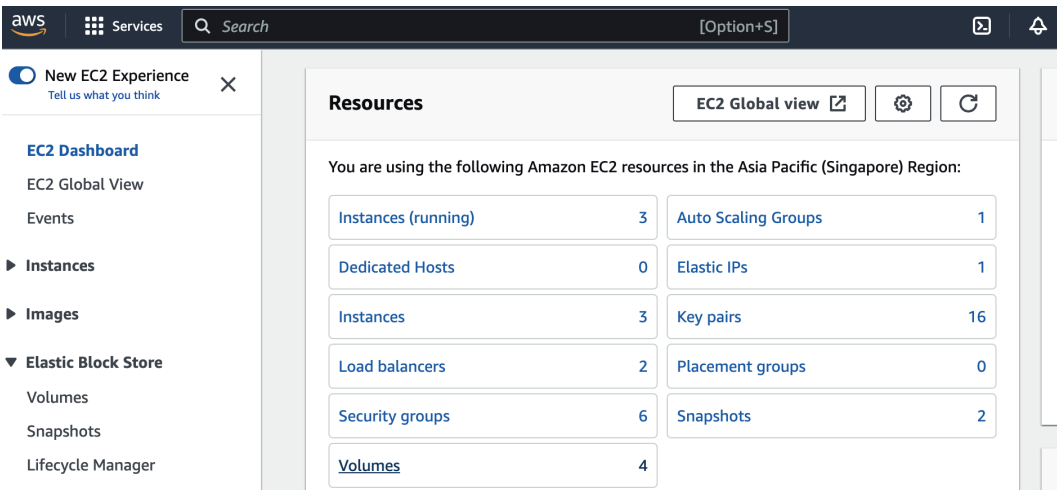 aws Services Search [Option+S]
New EC2 Experience
Tell us what you think
EC2 Dashboard
EC2 Global View
Events
Instances
Images
Elastic Block Store
Volumes
Snapshots
Lifecycle Manager
Resources
EC2 Global view
You are using the following Amazon EC2 resources in the Asia Pacific (Singapore) Region:
Instances (running) 3
Auto Scaling Groups 1
Dedicated Hosts 0
Elastic IPs 1
Instances 3
Key pairs 16
Load balancers 2
Placement groups 0
Security groups 6
Snapshots 2
Volumes 4